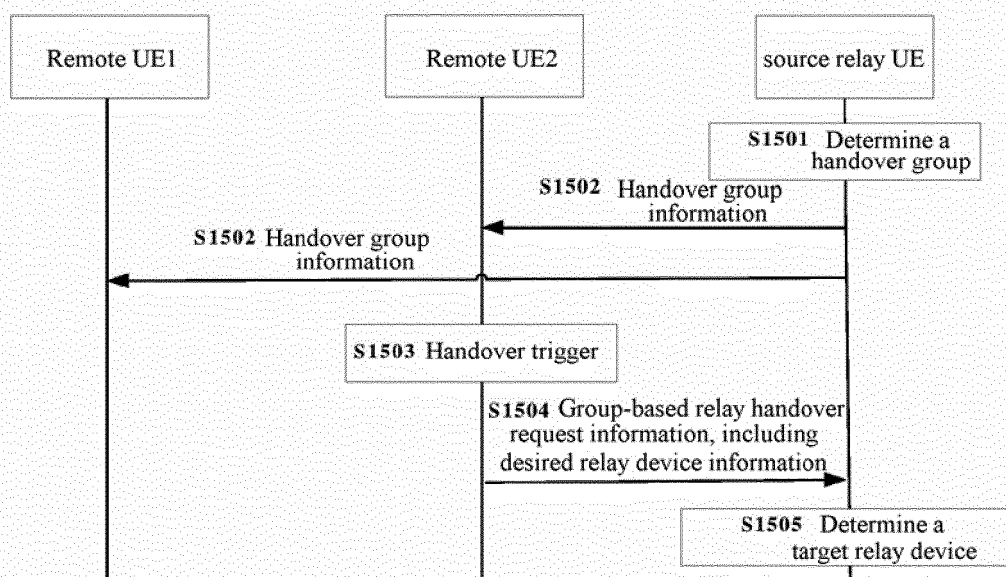 Remote UE1
Remote UE2
source relay UE
S1501 Determine a
handover group
S1502 Handover group
information
S1502 Handover group
information
S1503 Handover trigger
S1504 Group-based relay handover
request information, including
desired relay device information
S1505 Determine a
target relay device